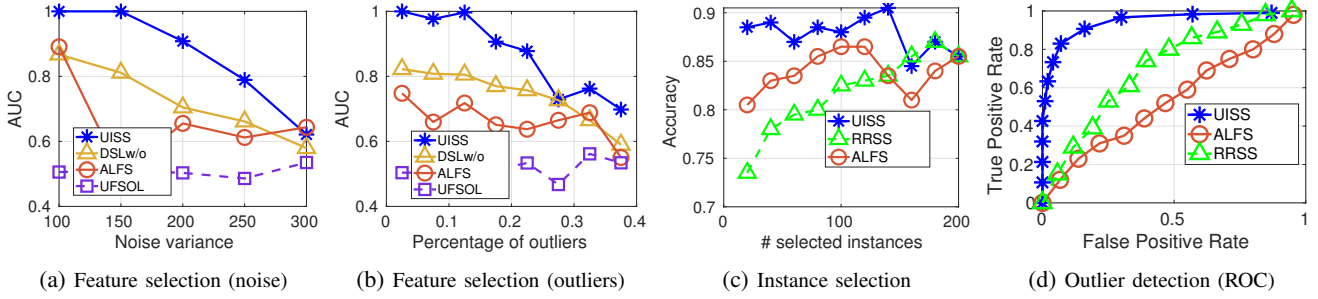 AUC
1
0.8
0.6
0.4
100 150 200 250 300
Noise variance
UISS
DSLw/o
ALFS
UFSOL
(a) Feature selection (noise)
AUC
1
0.8
0.6
0.4
0 0.1 0.2 0.3 0.4
Percentage of outliers
UISS
DSLw/o
ALFS
UFSOL
(b) Feature selection (outliers)
Accuracy
0.9
0.85
0.8
0.75
0.7
0 100 200
# selected instances
UISS
RRSS
ALFS
(c) Instance selection
True Positive Rate
1
0.8
0.6
0.4
0.2
0
0 0.5 1
False Positive Rate
UISS
ALFS
RRSS
(d) Outlier detection (ROC)